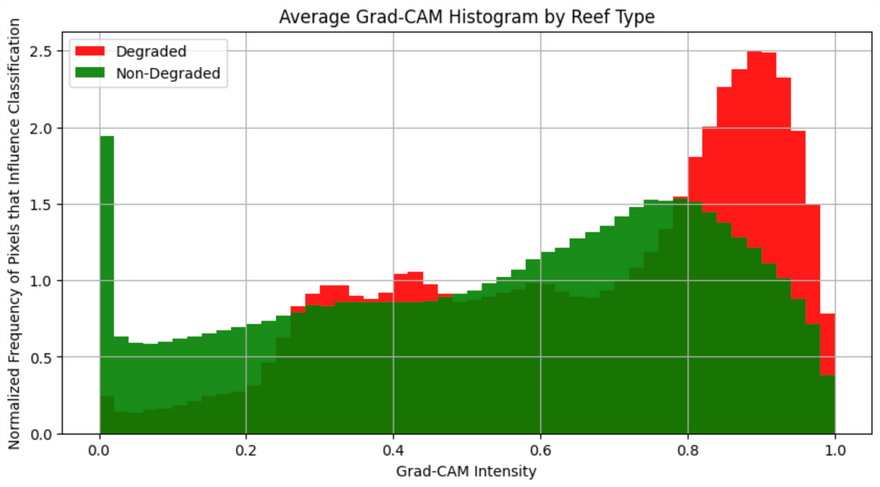 Average Grad-CAM Histogram by Reef Type
Normalized Frequency of Pixels that Influence Classification
Degraded
Non-Degraded
2.5
2.0
1.5
1.0
0.5
0.0
0.0 0.2 0.4 0.6 0.8 1.0
Grad-CAM Intensity